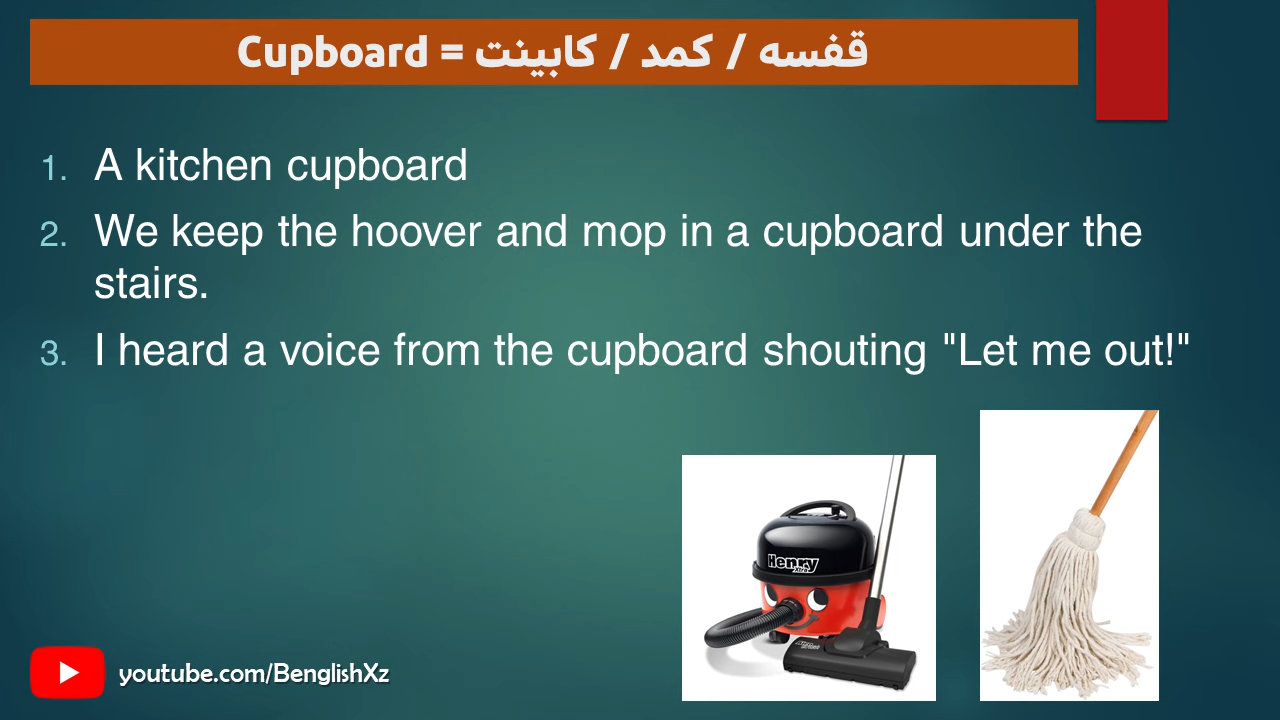 Cupboard = قفسه / کمد / کابینت
1. A kitchen cupboard
2. We keep the hoover and mop in a cupboard under the
stairs.
3. I heard a voice from the cupboard shouting "Let me out!"
Henry
youtube.com/BenglishXz